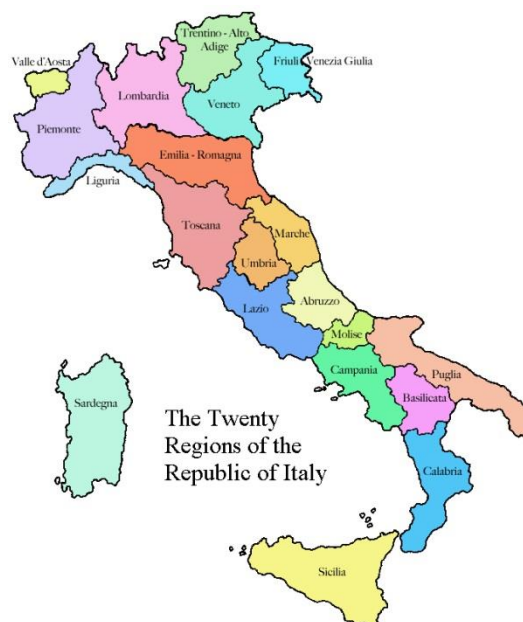 Trentino - Alto
Adige
Valle d'Aosta
Friuli Venezia Giulia
Lombardia
Veneto
Piemonte
Emilia - Romagna
Liguria
Toscana
Marche
Umbria
Lazio
Abruzzo
Molise
Campania
Puglia
Basilicata
Sardegna
Calabria
Sicilia
The Twenty
Regions of the
Republic of Italy